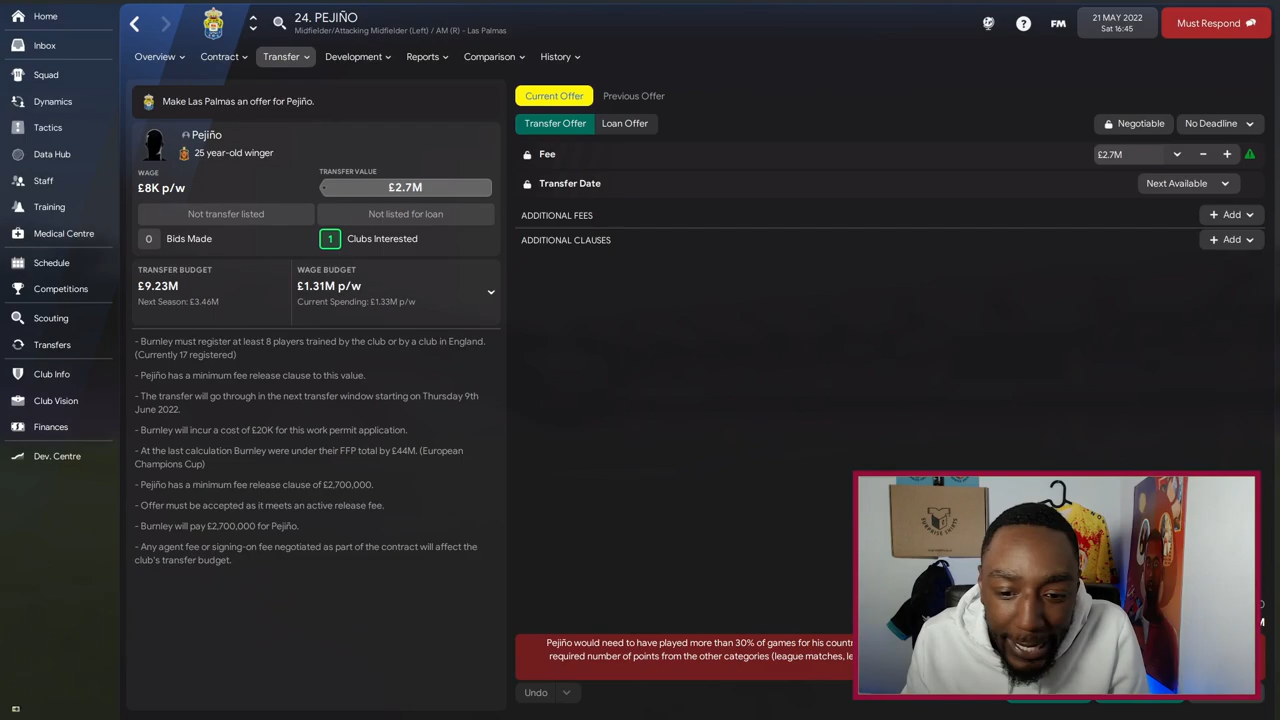 Home
Inbox
Squad
Dynamics
Tactics
Data Hub
Staff
Training
Medical Centre
Schedule
Competitions
Scouting
Transfers
Club Info
Club Vision
Finances
Dev. Centre
24. PEJIÑO
Midfielder/Attacking Midfielder (Left) / AM (R) - Las Palmas
FM
21 MAY 2022
Sat 16:45
Must Respond
Overview
Contract
Transfer
Development
Reports
Comparison
History
Make Las Palmas an offer for Pejiño.
Pejiño
25 year-old winger
WAGE
£8K p/w
TRANSFER VALUE
£2.7M
Not transfer listed
Not listed for loan
0 Bids Made
1 Clubs Interested
TRANSFER BUDGET
£9.23M
Next Season: £3.46M
WAGE BUDGET
£1.31M p/w
Current Spending: £1.33M p/w
- Burnley must register at least 8 players trained by the club or by a club in England.
(Currently 17 registered)
- Pejiño has a minimum fee release clause to this value.
- The transfer will go through in the next transfer window starting on Thursday 9th
June 2022.
- Burnley will incur a cost of £20K for this work permit application.
- At the last calculation Burnley were under their FFP total by £44M. (European
Champions Cup)
- Pejiño has a minimum fee release clause of £2,700,000.
- Offer must be accepted as it meets an active release fee.
- Burnley will pay £2,700,000 for Pejiño.
- Any agent fee or signing-on fee negotiated as part of the contract will affect the
club's transfer budget.
Current Offer
Previous Offer
Transfer Offer
Loan Offer
Negotiable
No Deadline
Fee
£2.7M
Transfer Date
Next Available
ADDITIONAL FEES
Add
ADDITIONAL CLAUSES
Add
Pejiño would need to have played more than 30% of games for his countr
required number of points from the other categories (league matches, le
Undo